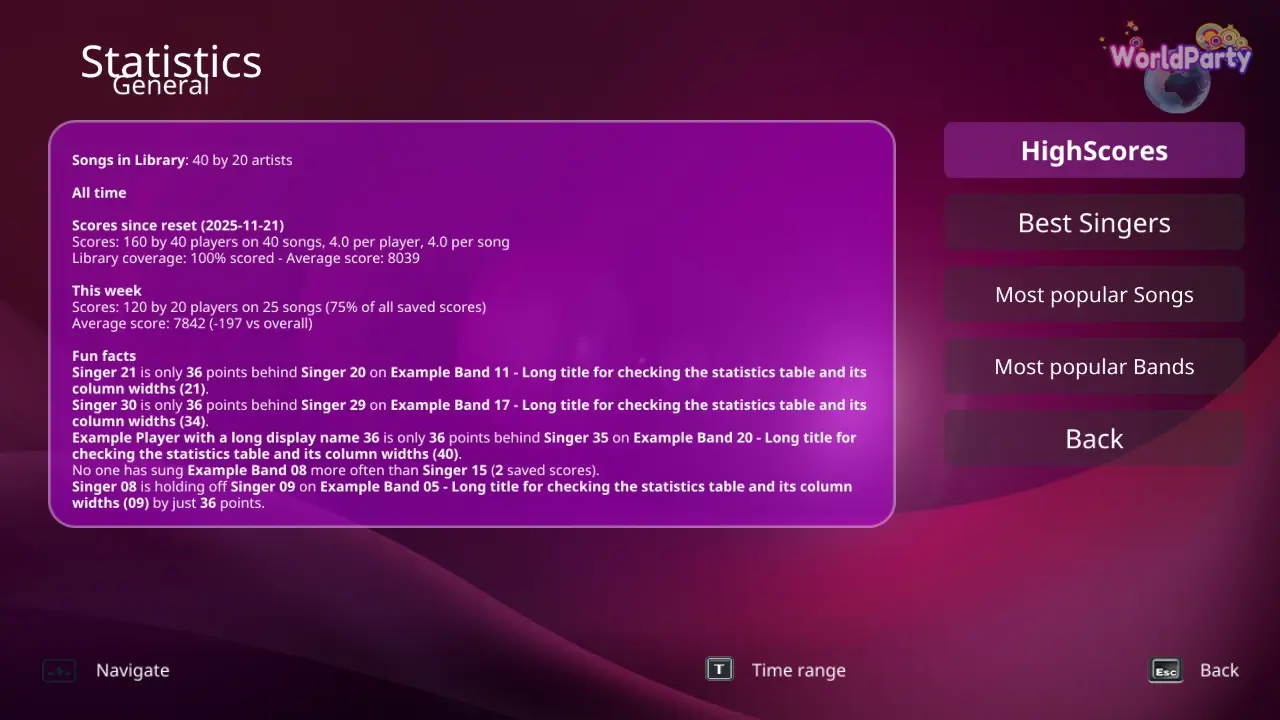 Statistics
General
WorldParty
Songs in Library: 40 by 20 artists
All time
Scores since reset (2025-11-21)
Scores: 160 by 40 players on 40 songs, 4.0 per player, 4.0 per song
Library coverage: 100% scored - Average score: 8039
This week
Scores: 120 by 20 players on 25 songs (75% of all saved scores)
Average score: 7842 (-197 vs overall)
Fun facts
Singer 21 is only 36 points behind Singer 20 on Example Band 11 - Long title for checking the statistics table and its
column widths (21).
Singer 30 is only 36 points behind Singer 29 on Example Band 17 - Long title for checking the statistics table and its
column widths (34).
Example Player with a long display name 36 is only 36 points behind Singer 35 on Example Band 20 - Long title for
checking the statistics table and its column widths (40).
No one has sung Example Band 08 more often than Singer 15 (2 saved scores).
Singer 08 is holding off Singer 09 on Example Band 05 - Long title for checking the statistics table and its column
widths (09) by just 36 points.
HighScores
Best Singers
Most popular Songs
Most popular Bands
Back
Navigate
T Time range
Esc Back